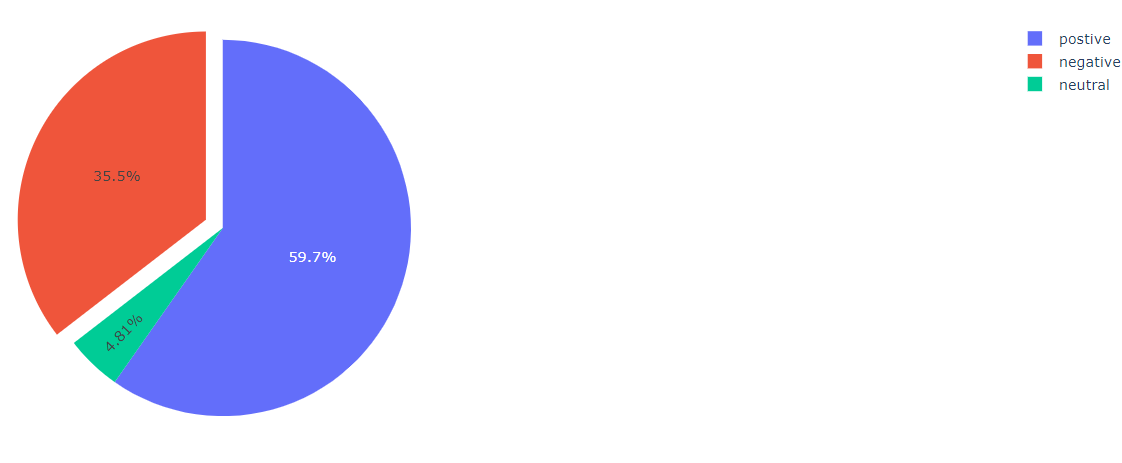 postive
negative
neutral
35.5%
59.7%
4.81%